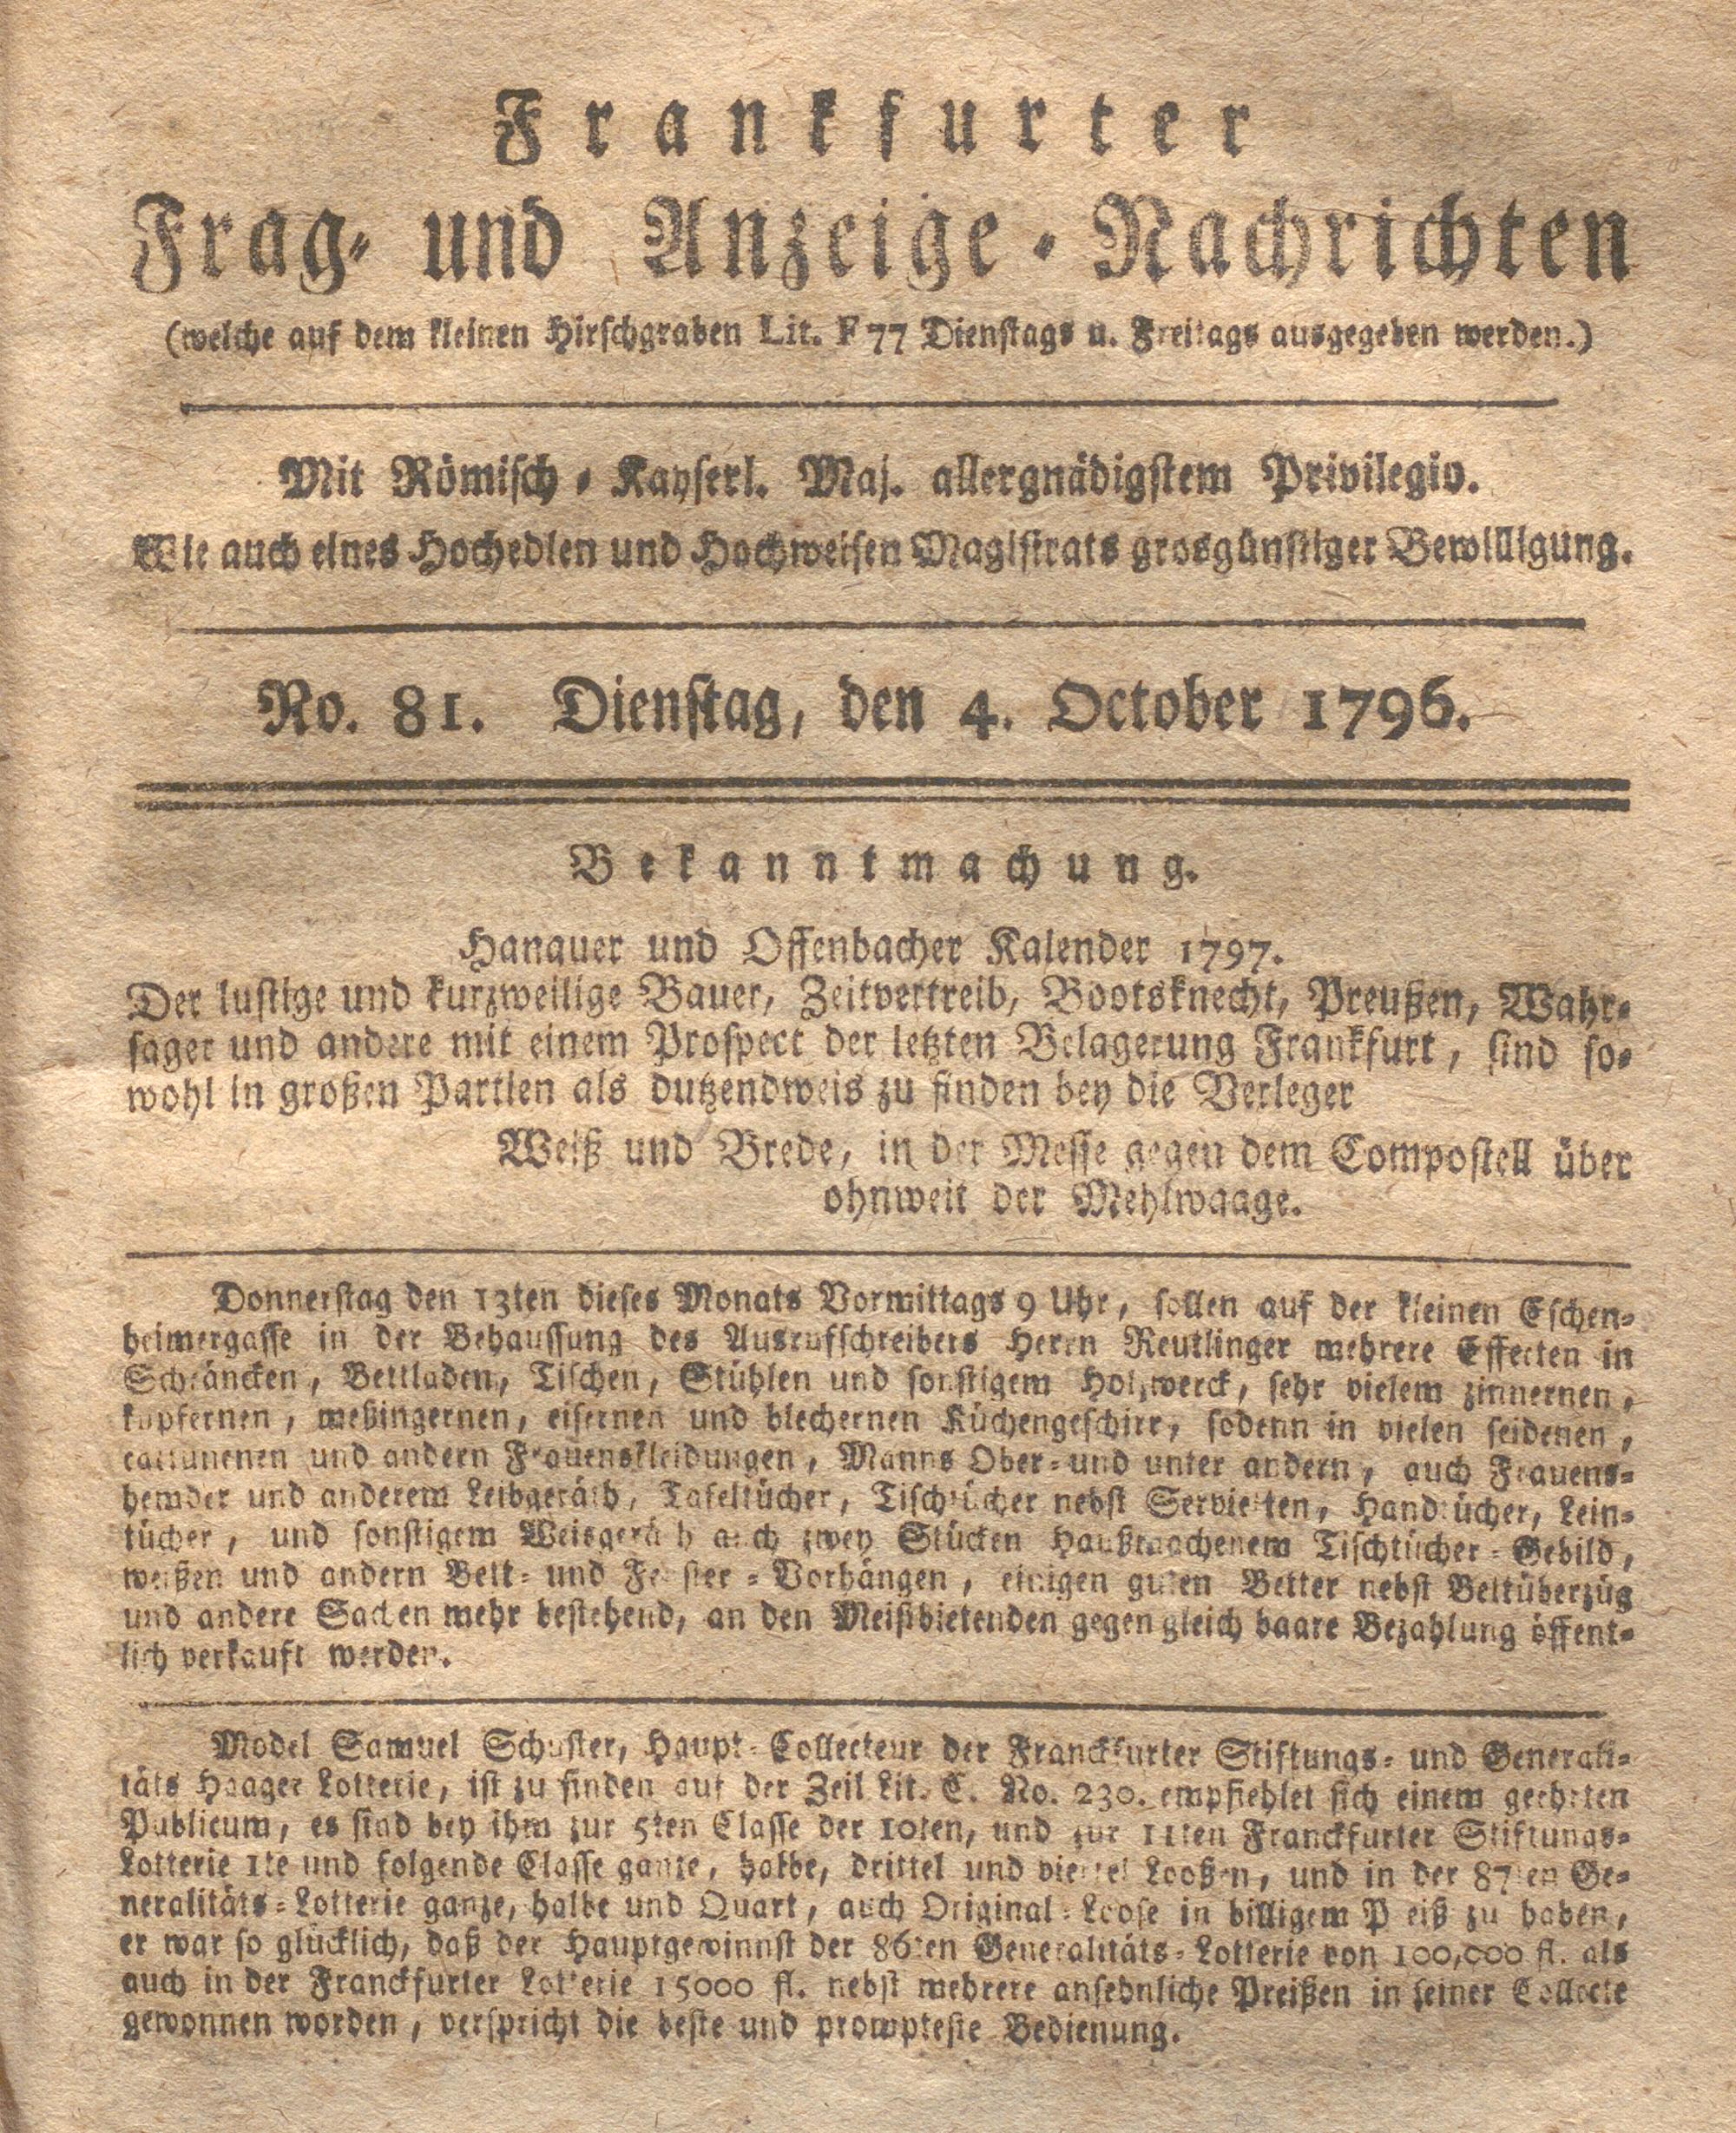 Frankfurter
Frag- und Anzeige-Nachrichten
(welche auf dem kleinen Hirschgraben Lit. F 77 Dienstags u. Freitags ausgegeben werden.)
Mit Römisch-Kayserl. Maj. allergnädigstem Privilegio.
Wie auch eines Hochedlen und Hochweisen Magistrats grosgünstiger Bewilligung.
No. 81. Dienstag, den 4. October 1796.
Bekanntmachung.
Hanauer und Offenbacher Kalender 1797.
Der lustige und kurzweilige Bauer, Zeitvertreib, Bootsknecht, Preußen, Wahr-
sager und andere mit einem Prospect der letzten Belagerung Frankfurt, sind so-
wohl in großen Partien als dutzendweis zu finden bey die Verleger
Weiß und Brede, in der Messe gegen dem Compostell über
ohnweit der Mehlwaage.
Donnerstag den 13ten dieses Monats Vormittags 9 Uhr, sollen auf der kleinen Eschen-
heimergasse in der Behaussung des Ausrufschreibers Herrn Reutlinger mehrere Effecten in
Schräncken, Bettladen, Tischen, Stühlen und sonstigem Holzwerck, sehr vielem zinnernen,
kupfernen, meßingernen, eisernen und blechernen Küchengeschirr, sodenn in vielen seidenen,
cattunenen und andern Frauenskleidungen, Manns Ober- und unter andern, auch Frauens-
hemder und anderem Leibgeräth, Tafeltücher, Tischtücher nebst Servietten, Handtücher, Lein-
tücher, und sonstigem Weisgeräth auch zwey Stücken Haußmachenem Tischtücher-Gebild,
weißen und andern Bett- und Fenster-Vorhängen, einigen guten Better nebst Bettüberzüg
und andere Sachen mehr bestehend, an den Meistbietenden gegen gleich baare Bezahlung öffent-
lich verkauft werden.
Model Samuel Schuster, Haupt-Collecteur der Franckfurter Stiftungs- und Generali-
täts Haager Lotterie, ist zu finden auf der Zeil Lit. C. No. 230. empfiehlet sich einem geehrten
Publicum, es sind bey ihm zur 5ten Classe der 10ten, und zur 11ten Franckfurter Stiftungs-
Lotterie 1te und folgende Classe gantze, halbe, drittel und viertel Looßen, und in der 87ten Ge-
neralitäts-Lotterie ganze, halbe und Quart, auch Original-Loose in billigem Preiß zu haben,
er war so glücklich, daß der Hauptgewinnst der 86ten Generalitäts-Lotterie von 100,000 fl. als
auch in der Franckfurter Lotterie 15000 fl. nebst mehrere ansehnliche Preißen in seiner Collecte
gewonnen worden, verspricht die beste und prompteste Bedienung.